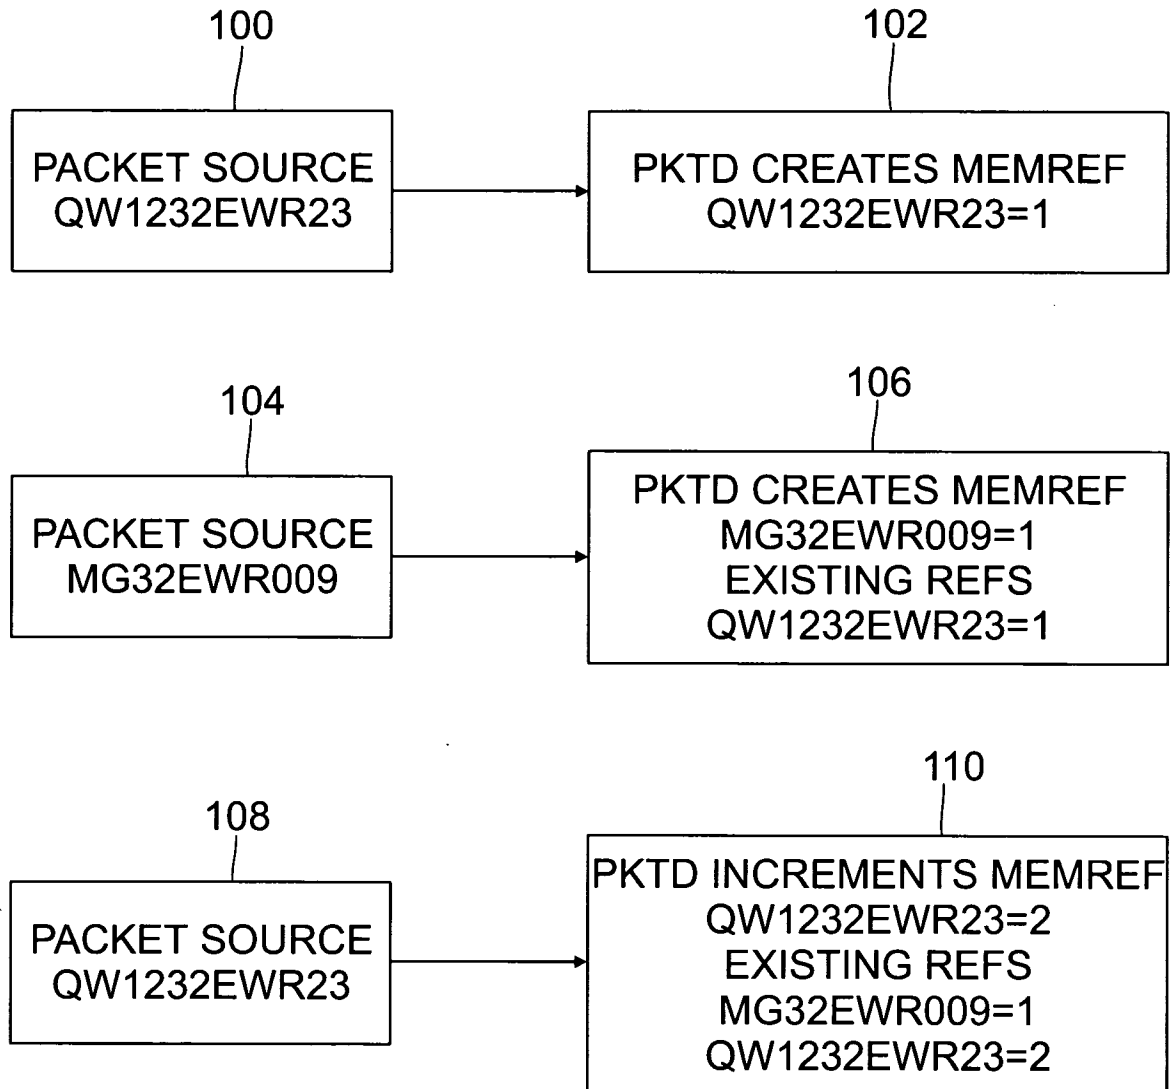 100
102
PACKET SOURCE
QW1232EWR23
PKTD CREATES MEMREF
QW1232EWR23=1
104
106
PACKET SOURCE
MG32EWR009
PKTD CREATES MEMREF
MG32EWR009=1
EXISTING REFS
QW1232EWR23=1
108
110
PACKET SOURCE
QW1232EWR23
PKTD INCREMENTS MEMREF
QW1232EWR23=2
EXISTING REFS
MG32EWR009=1
QW1232EWR23=2